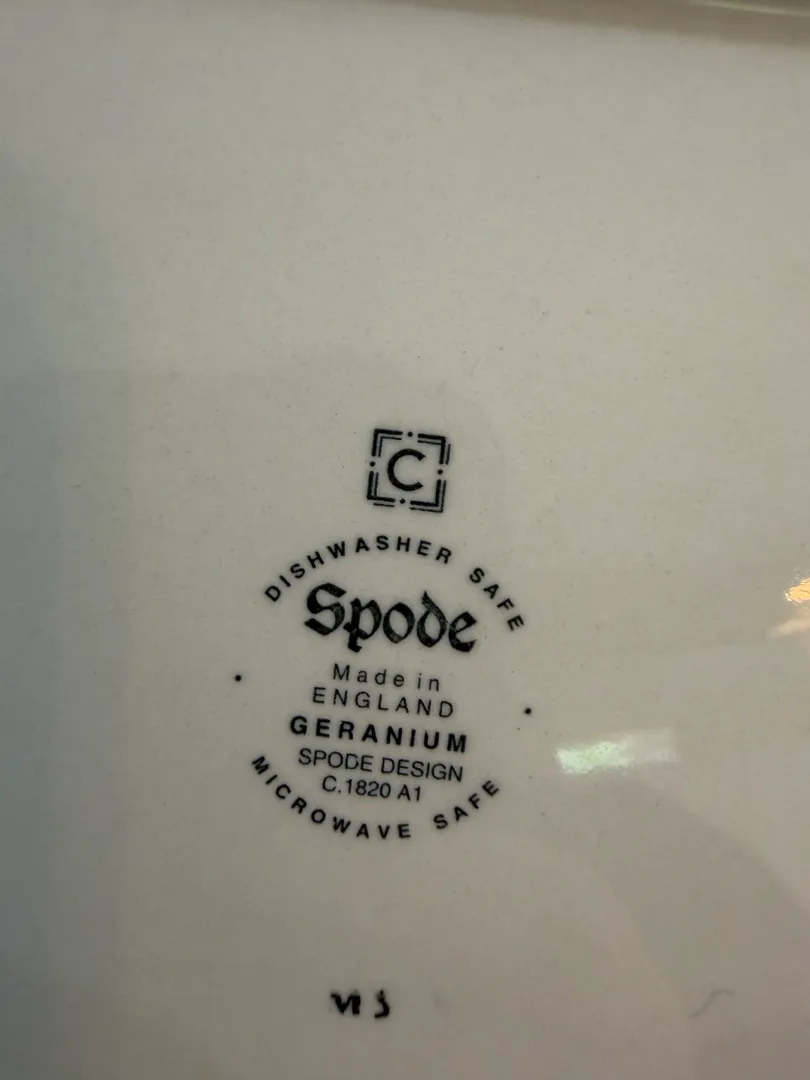 C
DISHWASHER SAFE
Spode
Made in
ENGLAND
GERANIUM
SPODE DESIGN
C.1820 A1
MICROWAVE SAFE